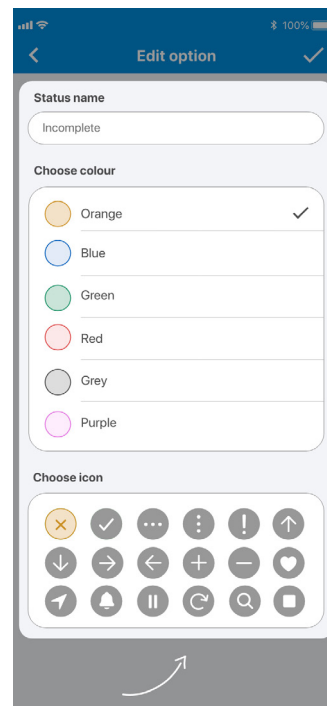 100%
Edit option
Status name
Incomplete
Choose colour
Orange
Blue
Green
Red
Grey
Purple
Choose icon